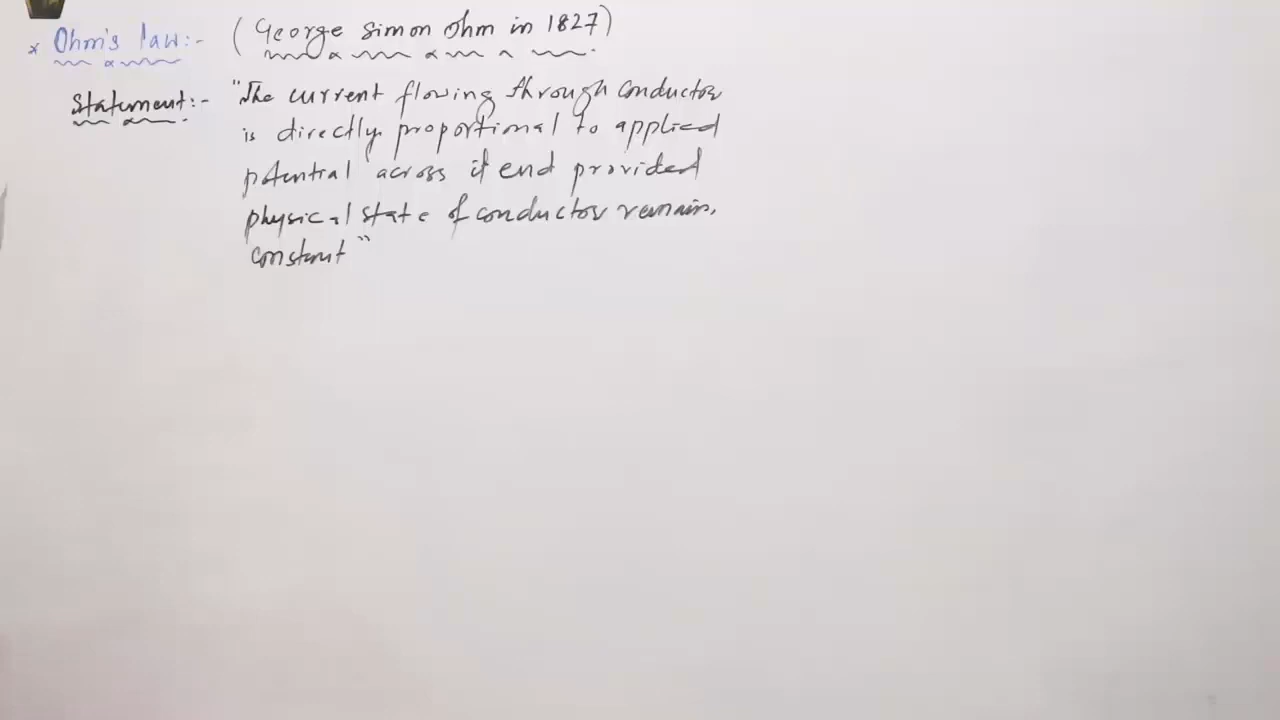 * Ohm's law:- (George Simon Ohm in 1827)
Statement:- "The current flowing through conductor
is directly proportional to applied
potential across it end provided
physical state of conductor remain
constant"